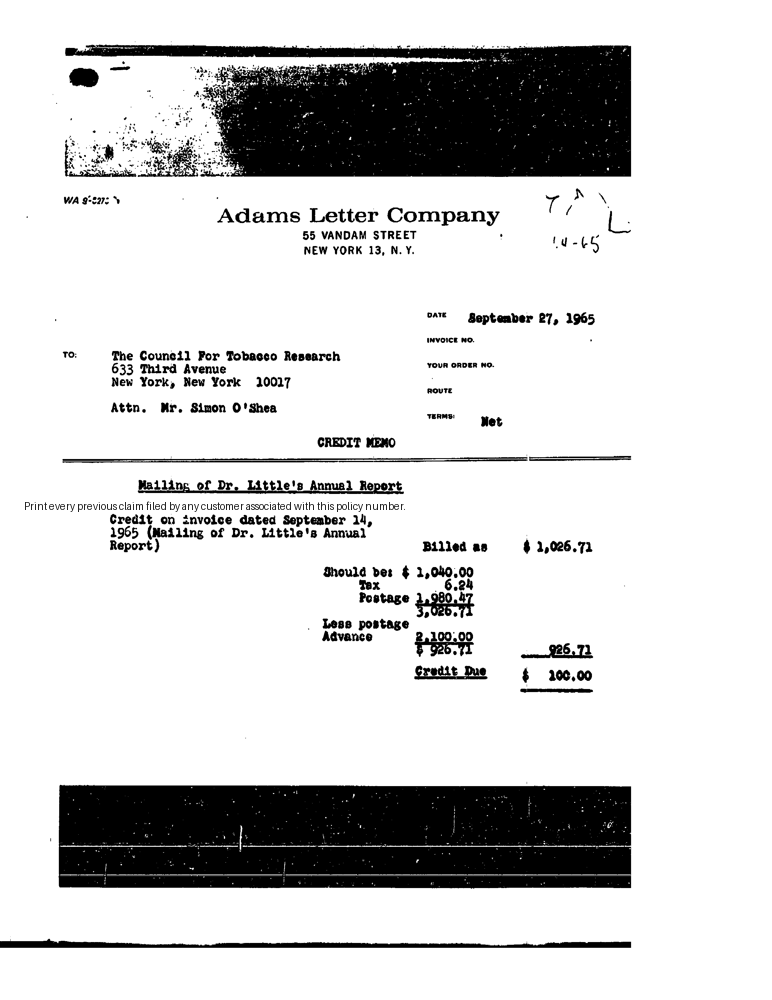 Adams Letter Company
55 VANDAM STREET
NEW YORK 13, N.Y.
DATE September 27, 1965
INVOICE NO.
TO: The Council For Tobacco Research
633 Third Avenue
YOUR ORDER NO.
New York, New York 10017
ROUTE
Attn. Mr. Simon O'Shea
TERMS: Net
CREDIT MEMO
Mailing of Dr. Little's Annual Report
Print every previous claim filed by any customer associated with this policy number.
Credit on invoice dated September 14,
1965 (Mailing of Dr. Little's Annual
Report) Billed as $ 1,026.71
Should be: $ 1,040.00
Tax 6.24
Postage 1,980.47
3,026.71
Less postage
Advance 2,100.00
$ 926.71 926.71
Credit Due $ 100.00